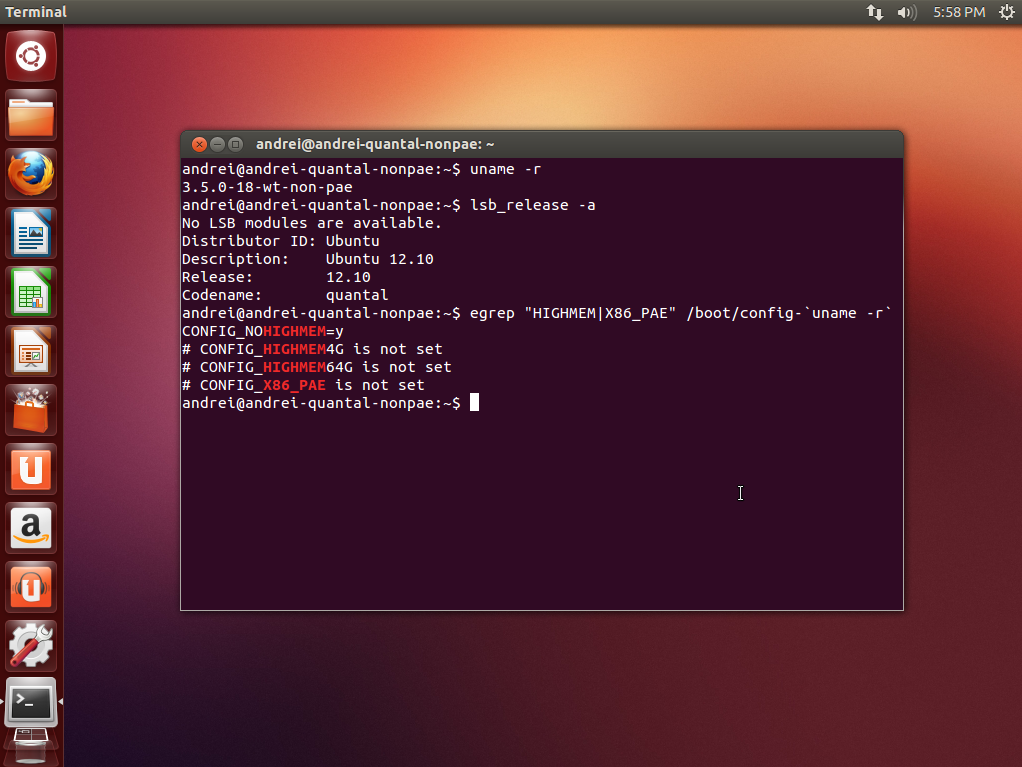 Terminal
5:58 PM
andrei@andrei-quantal-nonpae: ~
andrei@andrei-quantal-nonpae:~$ uname -r
3.5.0-18-wt-non-pae
andrei@andrei-quantal-nonpae:~$ lsb_release -a
No LSB modules are available.
Distributor ID: Ubuntu
Description:    Ubuntu 12.10
Release:        12.10
Codename:       quantal
andrei@andrei-quantal-nonpae:~$ egrep "HIGHMEM|X86_PAE" /boot/config-`uname -r`
CONFIG_NOHIGHMEM=y
# CONFIG_HIGHMEM4G is not set
# CONFIG_HIGHMEM64G is not set
# CONFIG_X86_PAE is not set
andrei@andrei-quantal-nonpae:~$